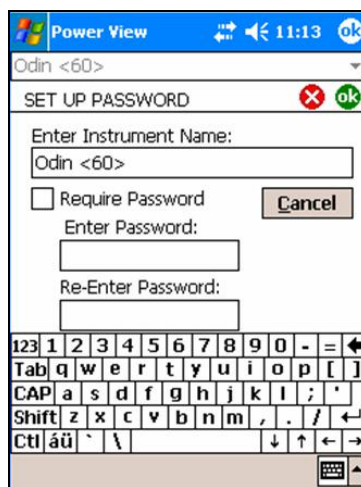 Power View 11:13 ok
Odin <60>
SET UP PASSWORD ok
Enter Instrument Name:
Odin <60>
Require Password
Cancel
Enter Password:
Re-Enter Password:
123 1 2 3 4 5 6 7 8 9 0 - =
Tab q w e r t y u i o p [ ]
CAP a s d f g h j k l ; '
Shift z x c v b n m , . /
Ctl áü ` \